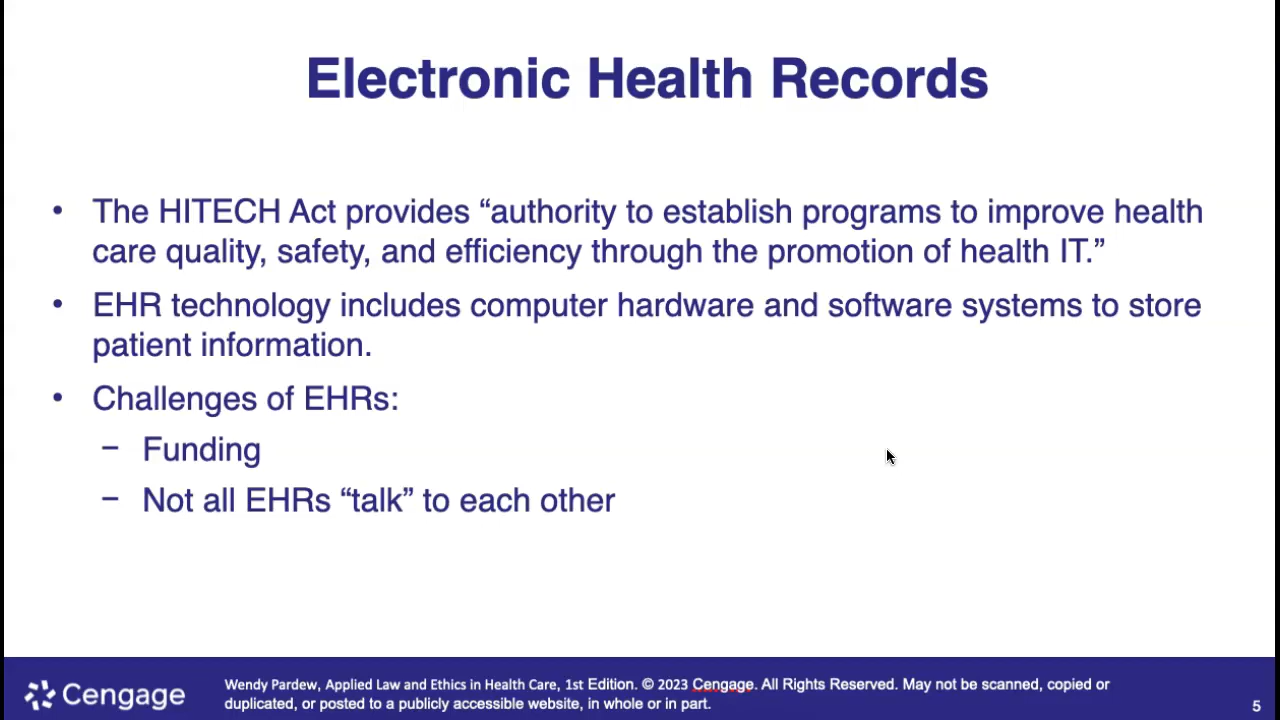 Electronic Health Records
• The HITECH Act provides “authority to establish programs to improve health
care quality, safety, and efficiency through the promotion of health IT.”
• EHR technology includes computer hardware and software systems to store
patient information.
• Challenges of EHRs:
− Funding
− Not all EHRs “talk” to each other
Cengage
Wendy Pardew, Applied Law and Ethics in Health Care, 1st Edition. © 2023 Cengage. All Rights Reserved. May not be scanned, copied or
duplicated, or posted to a publicly accessible website, in whole or in part.
5